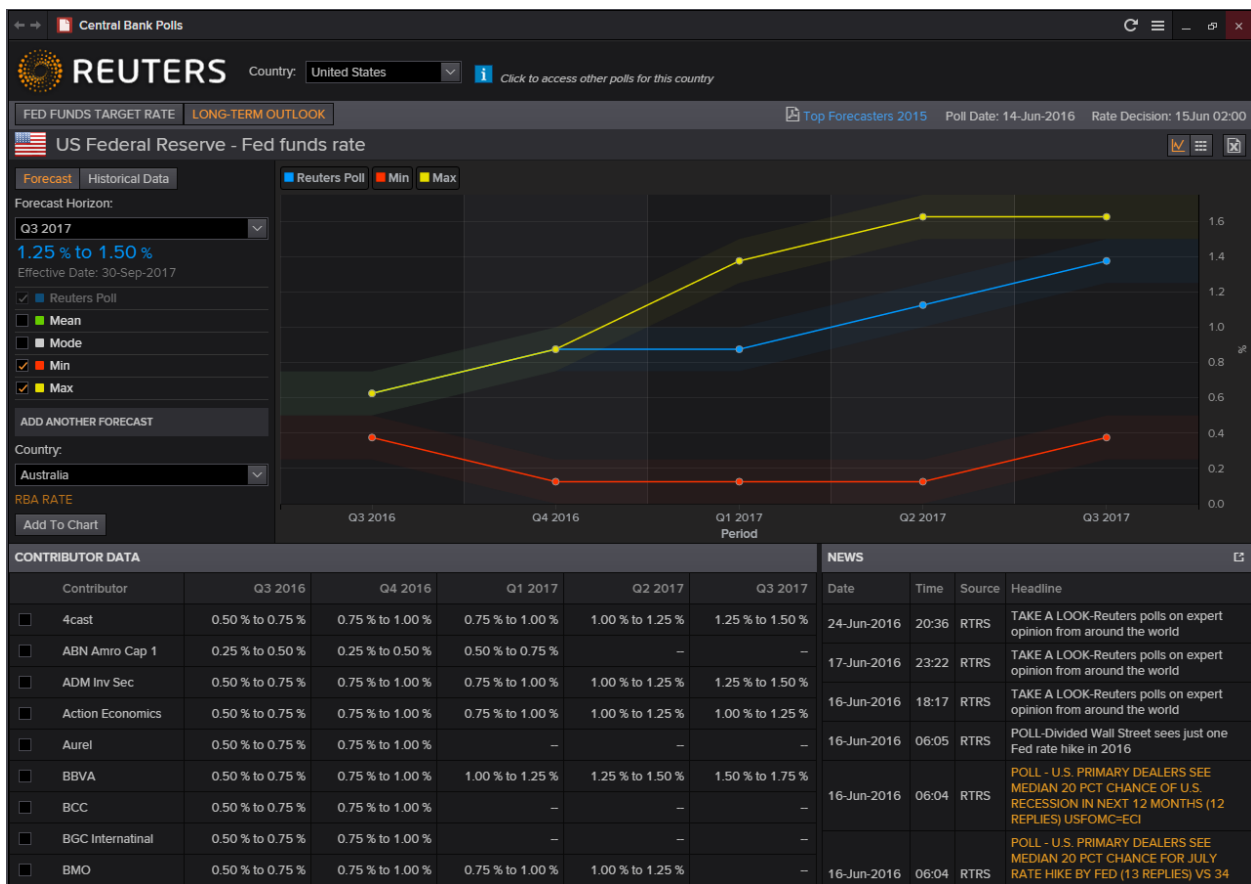 Central Bank Polls
REUTERS Country: United States i Click to access other polls for this country
FED FUNDS TARGET RATE LONG-TERM OUTLOOK Top Forecasters 2015 Poll Date: 14-Jun-2016 Rate Decision: 15Jun 02:00
US Federal Reserve - Fed funds rate
Forecast Historical Data
Forecast Horizon:
Q3 2017
1.25 % to 1.50 %
Effective Date: 30-Sep-2017
Reuters Poll
Mean
Mode
Min
Max
ADD ANOTHER FORECAST
Country:
Australia
RBA RATE
Add To Chart
Reuters Poll Min Max
1.6
1.4
1.2
1.0
0.8
0.6
0.4
0.2
0.0
%
Q3 2016 Q4 2016 Q1 2017 Q2 2017 Q3 2017
Period
CONTRIBUTOR DATA
Contributor Q3 2016 Q4 2016 Q1 2017 Q2 2017 Q3 2017
4cast 0.50 % to 0.75 % 0.75 % to 1.00 % 0.75 % to 1.00 % 1.00 % to 1.25 % 1.25 % to 1.50 %
ABN Amro Cap 1 0.25 % to 0.50 % 0.25 % to 0.50 % 0.50 % to 0.75 % – –
ADM Inv Sec 0.50 % to 0.75 % 0.75 % to 1.00 % 0.75 % to 1.00 % 1.00 % to 1.25 % 1.25 % to 1.50 %
Action Economics 0.50 % to 0.75 % 0.75 % to 1.00 % 0.75 % to 1.00 % 1.00 % to 1.25 % 1.00 % to 1.25 %
Aurel 0.50 % to 0.75 % 0.75 % to 1.00 % – – –
BBVA 0.50 % to 0.75 % 0.75 % to 1.00 % 1.00 % to 1.25 % 1.25 % to 1.50 % 1.50 % to 1.75 %
BCC 0.50 % to 0.75 % 0.75 % to 1.00 % – – –
BGC Internatinal 0.50 % to 0.75 % 0.75 % to 1.00 % – – –
BMO 0.50 % to 0.75 % 0.75 % to 1.00 % 0.75 % to 1.00 % 1.00 % to 1.25 % –
NEWS
Date Time Source Headline
24-Jun-2016 20:36 RTRS TAKE A LOOK-Reuters polls on expert
opinion from around the world
17-Jun-2016 23:22 RTRS TAKE A LOOK-Reuters polls on expert
opinion from around the world
16-Jun-2016 18:17 RTRS TAKE A LOOK-Reuters polls on expert
opinion from around the world
16-Jun-2016 06:05 RTRS POLL-Divided Wall Street sees just one
Fed rate hike in 2016
16-Jun-2016 06:04 RTRS POLL - U.S. PRIMARY DEALERS SEE
MEDIAN 20 PCT CHANCE OF U.S.
RECESSION IN NEXT 12 MONTHS (12
REPLIES) USFOMC=ECI
POLL - U.S. PRIMARY DEALERS SEE
MEDIAN 20 PCT CHANCE FOR JULY
16-Jun-2016 06:04 RTRS RATE HIKE BY FED (13 REPLIES) VS 34